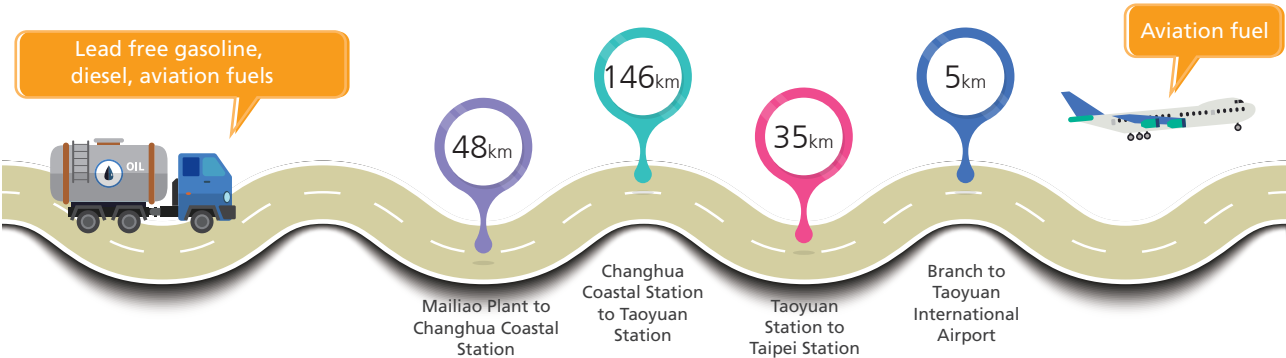 Lead free gasoline,
diesel, aviation fuels
OIL
48km
Mailiao Plant to
Changhua Coastal
Station
146km
Changhua
Coastal Station
to Taoyuan
Station
35km
Taoyuan
Station to
Taipei Station
5km
Branch to
Taoyuan
International
Airport
Aviation fuel